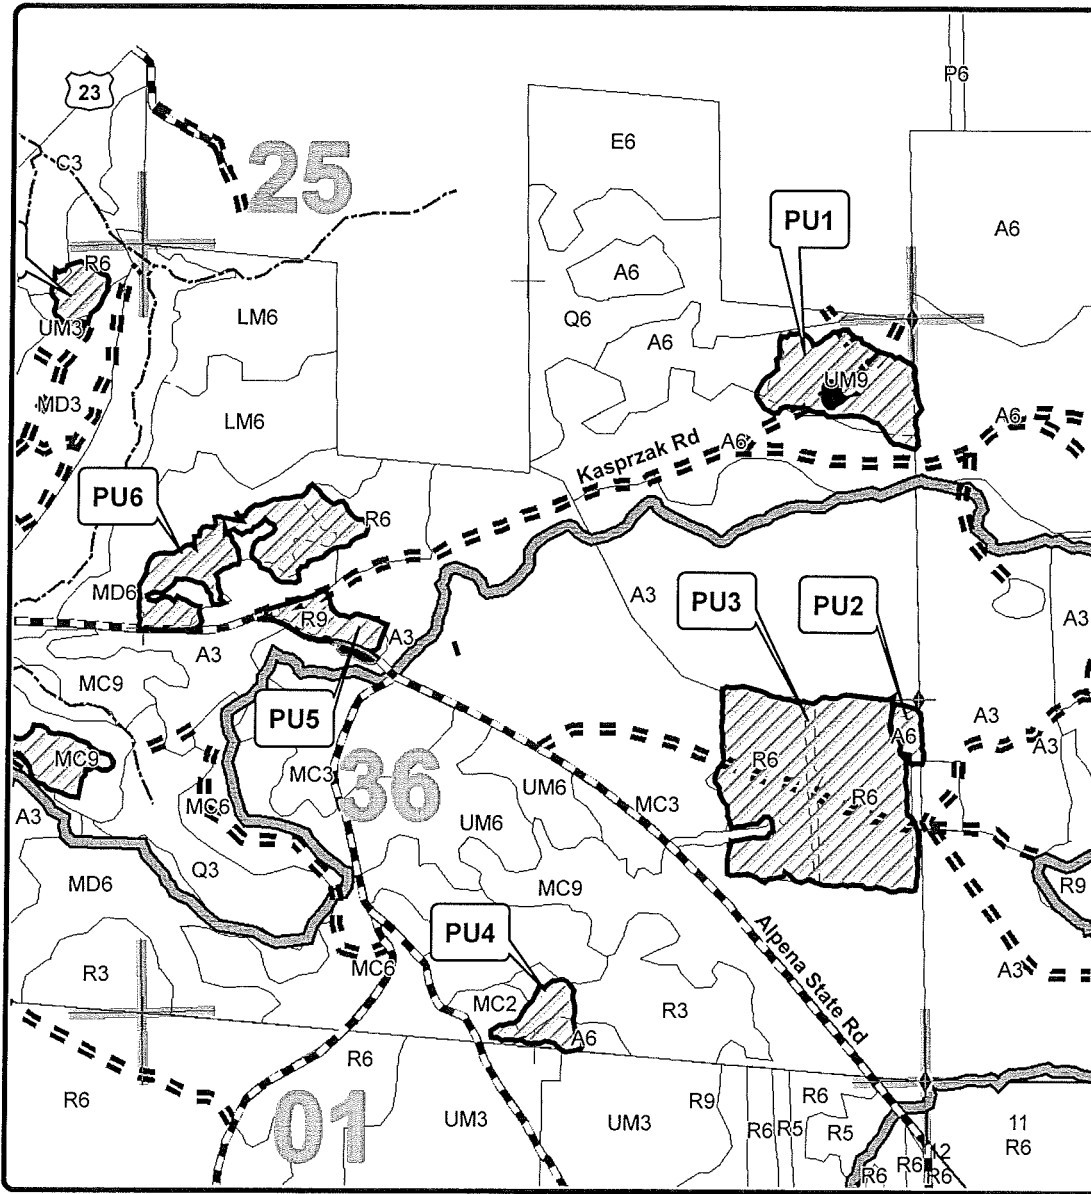 P6
23
E6
C3
25
PU1
A6
R6
A6
LM6
Q6
UM3
A6
UM9
MD3
LM6
A6
Kasprzak Rd
A6
PU6
R6
MD6
A3
PU3
PU2
R9
A3
A3
A3
MC9
PU5
A3
A6
A3
MC9
MC3
36
R6
UM6
MC6
MC3
R6
A3
UM6
Q3
MD6
MC9
R9
PU4
Alpena State Rd
R3
MC6
A3
MC2
R3
A6
R6
R6
R9
R6
01
UM3
UM3
R6
R5
R5
11
R6
R6
R6
12
R6